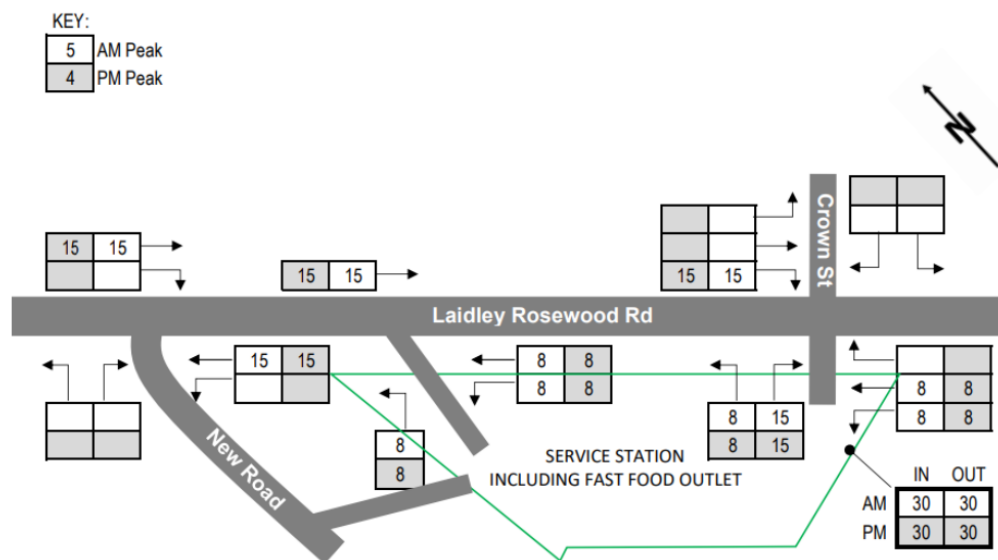 KEY:
5 AM Peak
4 PM Peak
N
Crown St
15 15
15 15
15 15
Laidley Rosewood Rd
15 15
8 8
8 8
8 8
8 8
8
8
8 15
8 15
New Road
SERVICE STATION
INCLUDING FAST FOOD OUTLET
IN OUT
AM 30 30
PM 30 30